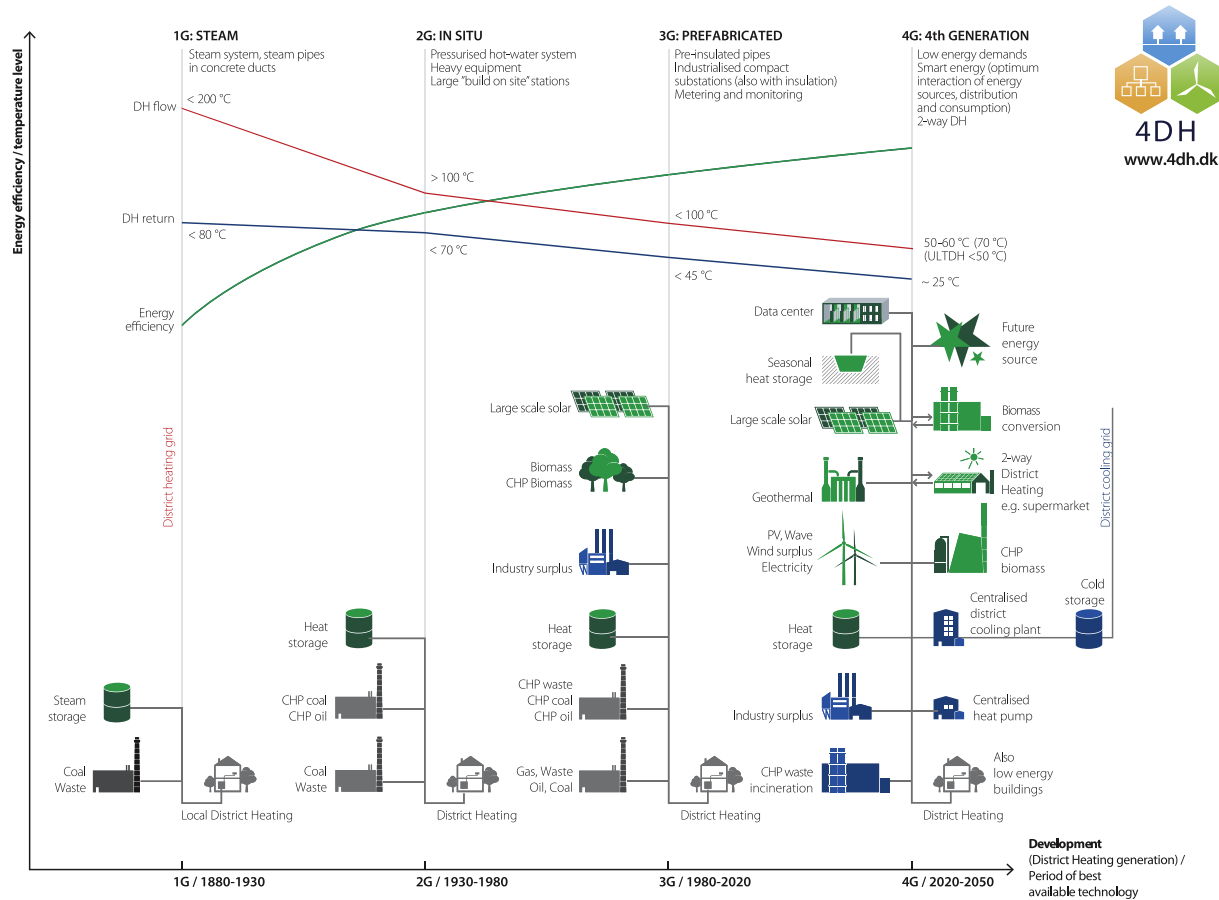 1G: STEAM
Steam system, steam pipes
in concrete ducts
2G: IN SITU
Pressurised hot-water system
Heavy equipment
Large "build on site" stations
3G: PREFABRICATED
Pre-insulated pipes
Industrialised compact
substations (also with insulation)
Metering and monitoring
4G: 4th GENERATION
Low energy demands
Smart energy (optimum
interaction of energy
sources, distribution
and consumption)
2-way DH
4DH
www.4dh.dk
Energy efficiency / temperature level
DH flow
< 200 °C
> 100 °C
< 100 °C
50-60 °C (70 °C)
(ULTDH <50 °C)
DH return
< 80 °C
< 70 °C
< 45 °C
~ 25 °C
Energy
efficiency
District heating grid
Steam
storage
Coal
Waste
Local District Heating
Heat
storage
CHP coal
CHP oil
Coal
Waste
District Heating
Large scale solar
Biomass
CHP Biomass
Industry surplus
Heat
storage
CHP waste
CHP coal
CHP oil
Gas, Waste
Oil, Coal
District Heating
Data center
Seasonal
heat storage
Large scale solar
Geothermal
PV, Wave
Wind surplus
Electricity
Heat
storage
Industry surplus
CHP waste
incineration
Future
energy
source
Biomass
conversion
2-way
District
Heating
e.g. supermarket
CHP
biomass
Centralised
district
cooling plant
Cold
storage
District cooling grid
Centralised
heat pump
Also
low energy
buildings
District Heating
1G / 1880-1930
2G / 1930-1980
3G / 1980-2020
4G / 2020-2050
Development
(District Heating generation) /
Period of best
available technology